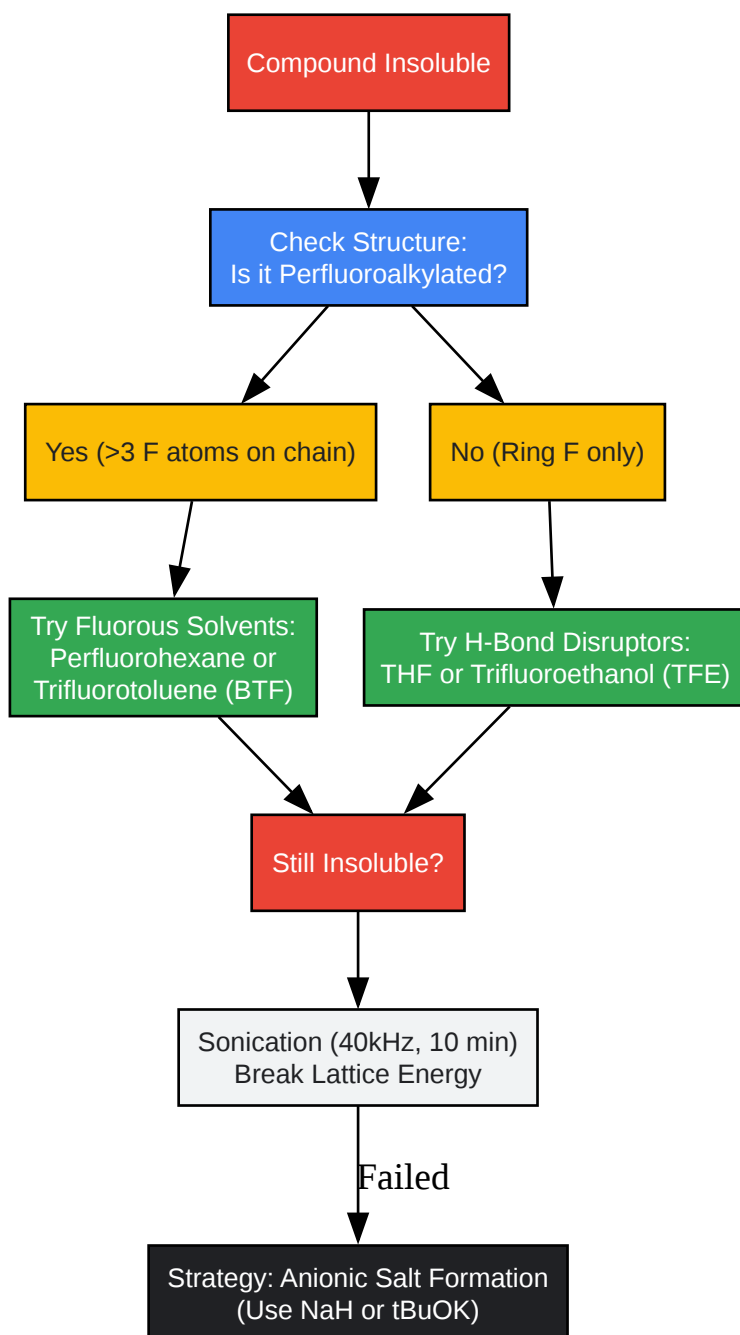 Compound Insoluble
Check Structure:
Is it Perfluoroalkylated?
Yes (>3 F atoms on chain)
No (Ring F only)
Try Fluorous Solvents:
Perfluorohexane or
Trifluorotoluene (BTF)
Try H-Bond Disruptors:
THF or Trifluoroethanol (TFE)
Still Insoluble?
Sonication (40kHz, 10 min)
Break Lattice Energy
Failed
Strategy: Anionic Salt Formation
(Use NaH or tBuOK)